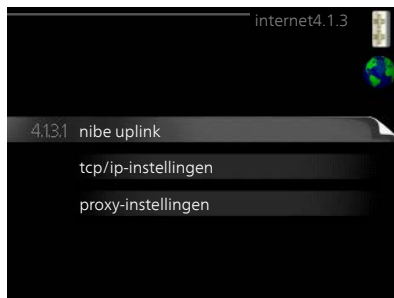 internet4.1.3
4.1.3.1 nibe uplink
tcp/ip-instellingen
proxy-instellingen